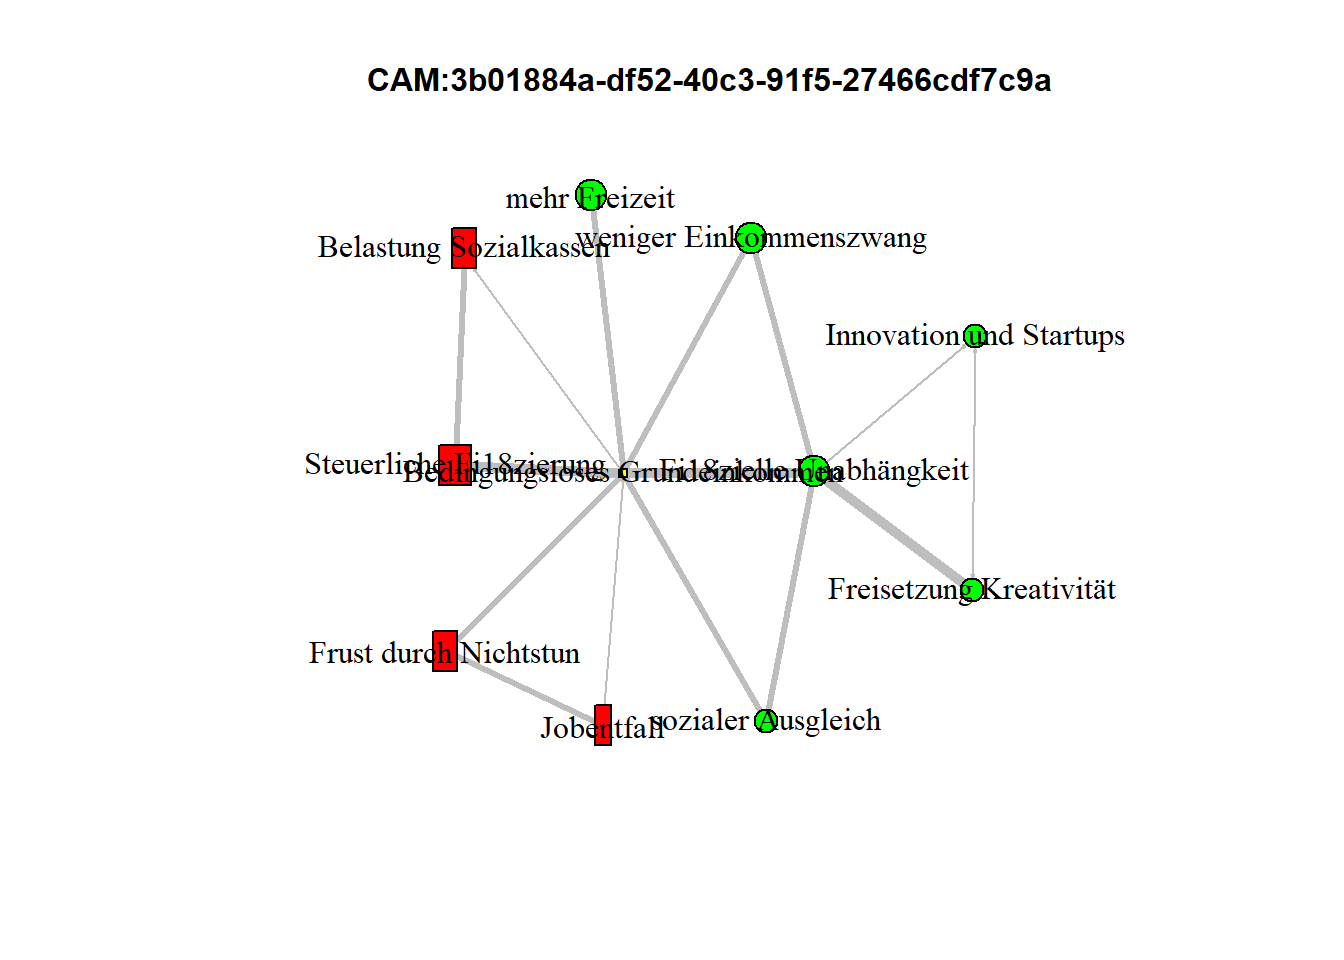 CAM:3b01884a-df52-40c3-91f5-27466cdf7c9a
mehr Freizeit
weniger Einkommenszwang
Belastung Sozialkassen
Innovation und Startups
Steuerliche Fi18zierung
Bedingungsloses Grundeinkommen
Fi18zielle Unabhängkeit
Freisetzung Kreativität
Frust durch Nichtstun
Jobentfall
sozialer Ausgleich